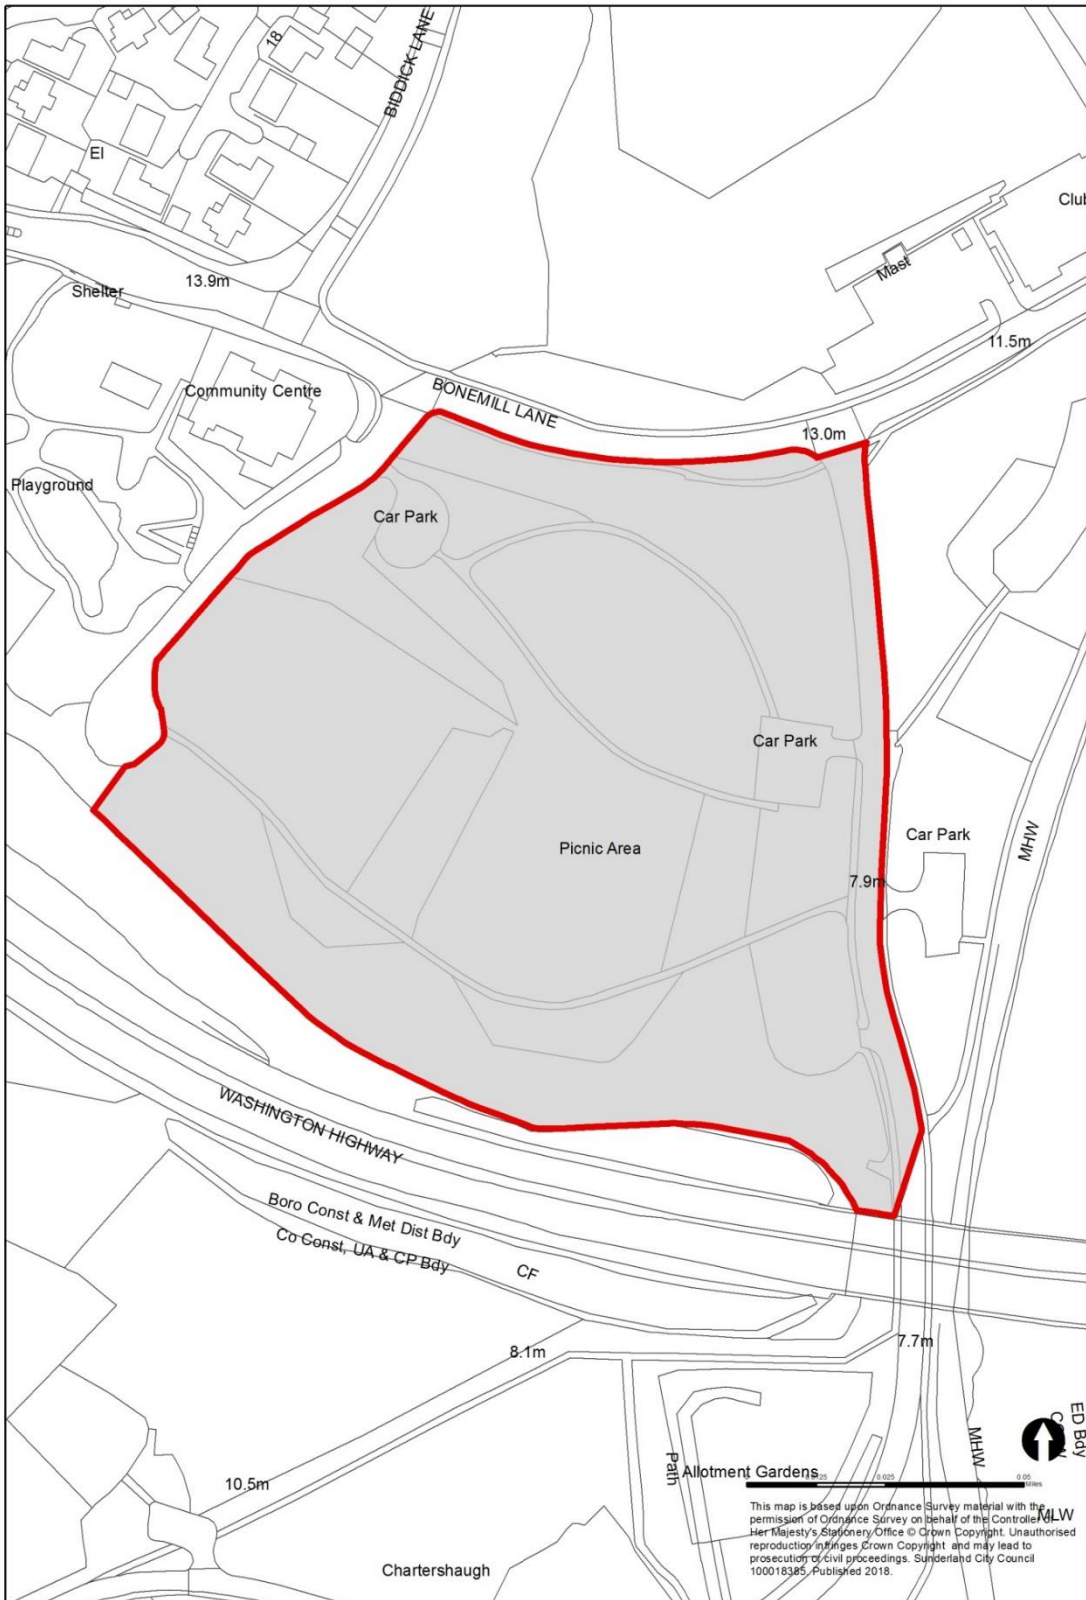 18
BIDDICK LANE
El
Club
Mast
13.9m
Shelter
11.5m
Community Centre
BONEMILL LANE
13.0m
Playground
Car Park
Car Park
Picnic Area
Car Park
MHW
7.9m
WASHINGTON HIGHWAY
Boro Const & Met Dist Bdy
Co Const, UA & CP Bdy
CF
7.7m
8.1m
10.5m
Path
Allotment Gardens
MHW
ED Bdy
0.025
0.05
Miles
MLW
This map is based upon Ordnance Survey material with the
permission of Ordnance Survey on behalf of the Controller of
Her Majesty's Stationery Office © Crown Copyright. Unauthorised
reproduction infringes Crown Copyright and may lead to
prosecution or civil proceedings. Sunderland City Council
100018385. Published 2018.
Chartershaugh